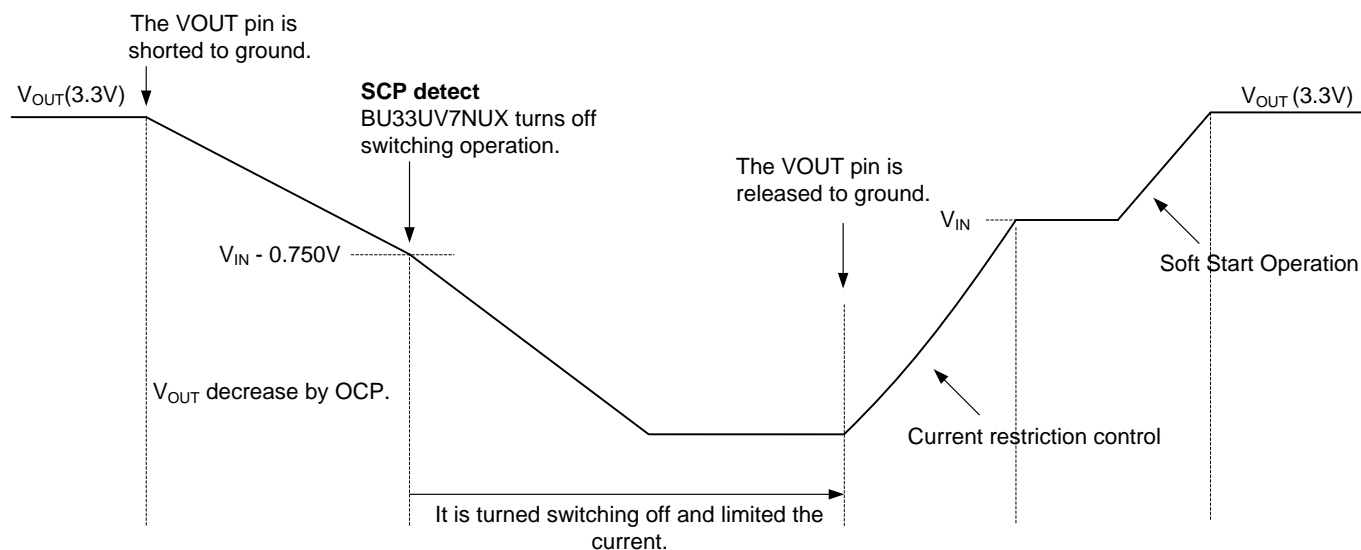 The VOUT pin is
shorted to ground.
VOUT(3.3V)
SCP detect
BU33UV7NUX turns off
switching operation.
VOUT (3.3V)
The VOUT pin is
released to ground.
VIN
VIN - 0.750V
Soft Start Operation
VOUT decrease by OCP.
Current restriction control
It is turned switching off and limited the
current.